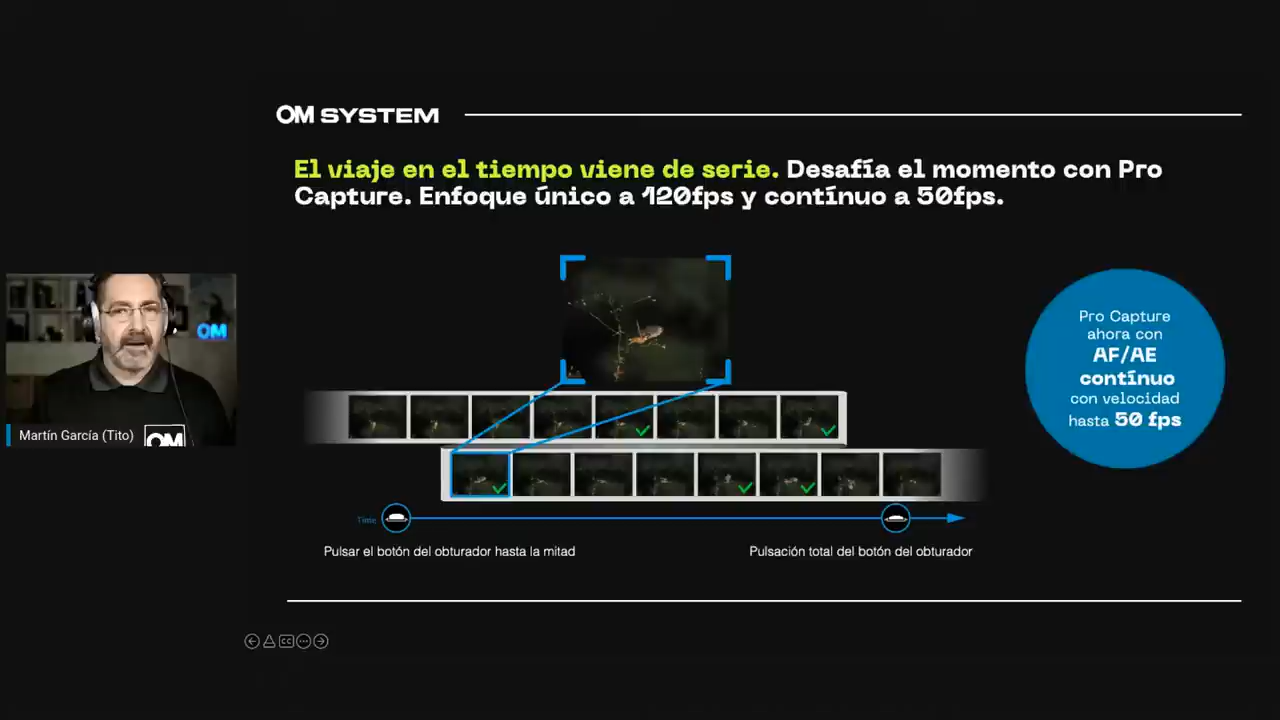 OM SYSTEM
El viaje en el tiempo viene de serie. Desafía el momento con Pro
Capture. Enfoque único a 120fps y contínuo a 50fps.
Pro Capture
ahora con
AF/AE
contínuo
con velocidad
hasta 50 fps
OM
Martín García (Tito)
OM
Time
Pulsar el botón del obturador hasta la mitad
Pulsación total del botón del obturador
CC